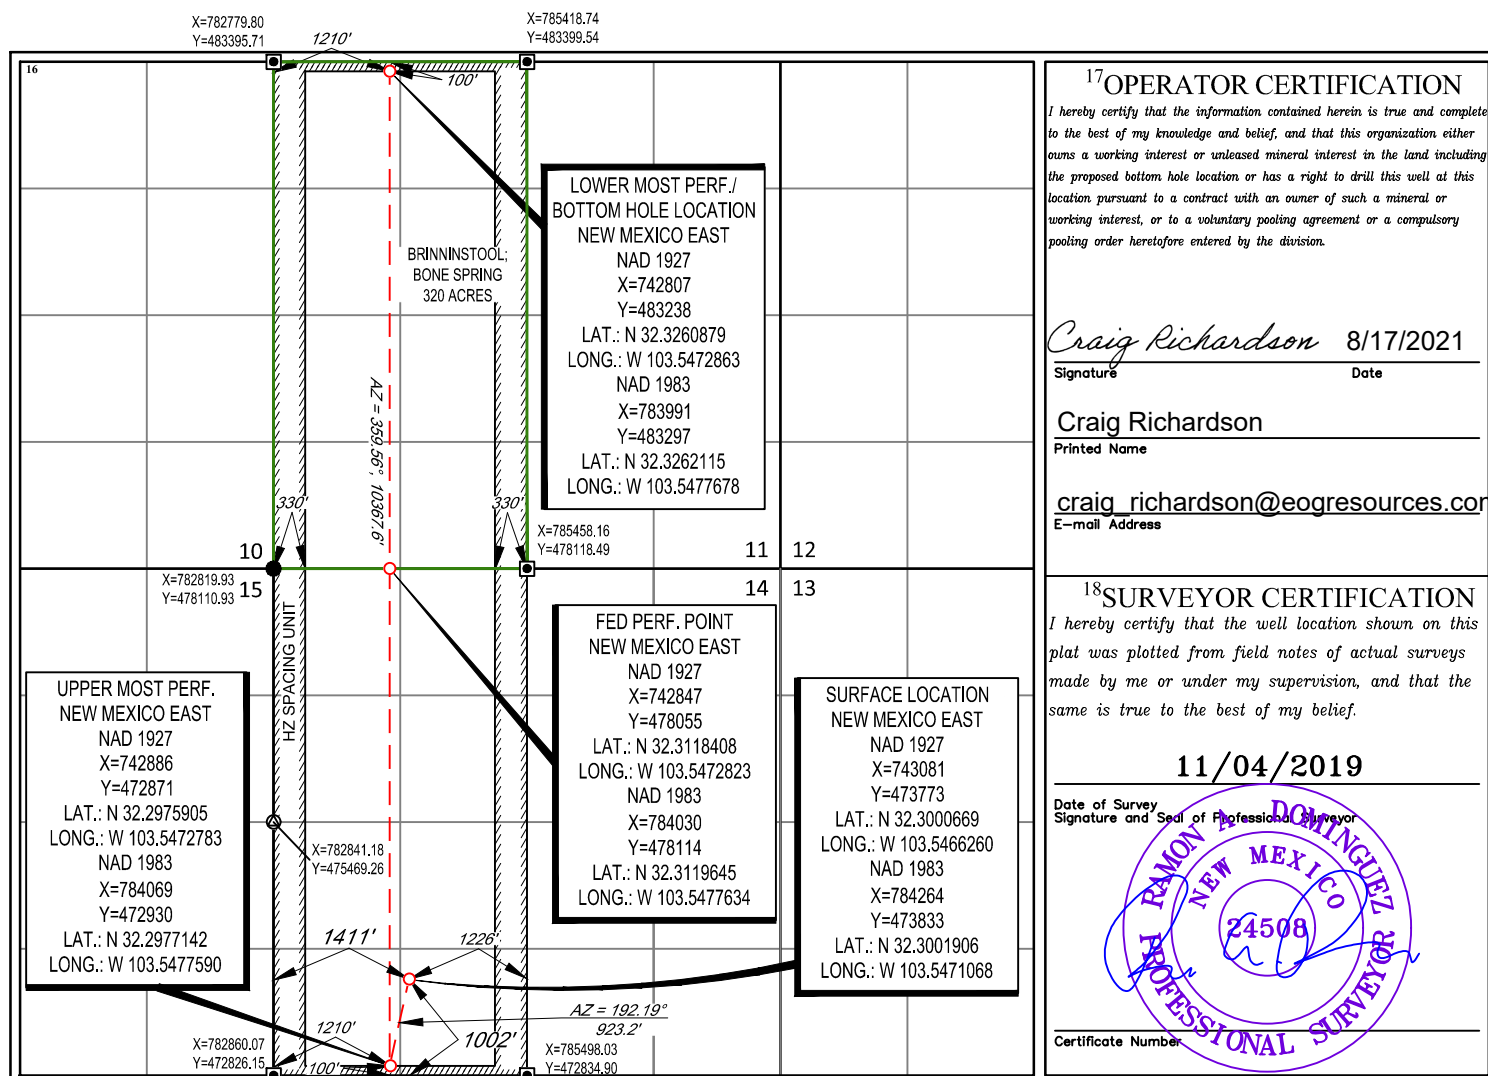 X=782779.80
Y=483395.71
X=785418.74
Y=483399.54
1210'
16
100'
LOWER MOST PERF./
BOTTOM HOLE LOCATION
NEW MEXICO EAST
NAD 1927
X=742807
Y=483238
LAT.: N 32.3260879
LONG.: W 103.5472863
NAD 1983
X=783991
Y=483297
LAT.: N 32.3262115
LONG.: W 103.5477678
BRINNINSTOOL;
BONE SPRING
320 ACRES
AZ = 359.56°, 10367.6'
330'
330'
X=785458.16
Y=478118.49
10
11
12
X=782819.93
Y=478110.93
15
14
13
HZ SPACING UNIT
FED PERF. POINT
NEW MEXICO EAST
NAD 1927
X=742847
Y=478055
LAT.: N 32.3118408
LONG.: W 103.5472823
NAD 1983
X=784030
Y=478114
LAT.: N 32.3119645
LONG.: W 103.5477634
UPPER MOST PERF.
NEW MEXICO EAST
NAD 1927
X=742886
Y=472871
LAT.: N 32.2975905
LONG.: W 103.5472783
NAD 1983
X=784069
Y=472930
LAT.: N 32.2977142
LONG.: W 103.5477590
SURFACE LOCATION
NEW MEXICO EAST
NAD 1927
X=743081
Y=473773
LAT.: N 32.3000669
LONG.: W 103.5466260
NAD 1983
X=784264
Y=473833
LAT.: N 32.3001906
LONG.: W 103.5471068
X=782841.18
Y=475469.26
1411'
1226'
AZ = 192.19°
923.2'
1210'
1002'
X=782860.07
Y=472826.15
100'
X=785498.03
Y=472834.90
17 OPERATOR CERTIFICATION
I hereby certify that the information contained herein is true and complete
to the best of my knowledge and belief, and that this organization either
owns a working interest or unleased mineral interest in the land including
the proposed bottom hole location or has a right to drill this well at this
location pursuant to a contract with an owner of such a mineral or
working interest, or to a voluntary pooling agreement or a compulsory
pooling order heretofore entered by the division.
Craig Richardson 8/17/2021
Signature Date
Craig Richardson
Printed Name
craig_richardson@eogresources.com
E-mail Address
18 SURVEYOR CERTIFICATION
I hereby certify that the well location shown on this
plat was plotted from field notes of actual surveys
made by me or under my supervision, and that the
same is true to the best of my belief.
11/04/2019
Date of Survey
Signature and Seal of Professional Surveyor
RAMON A. DOMINGUEZ
NEW MEXICO
24508
PROFESSIONAL SURVEYOR
Certificate Number